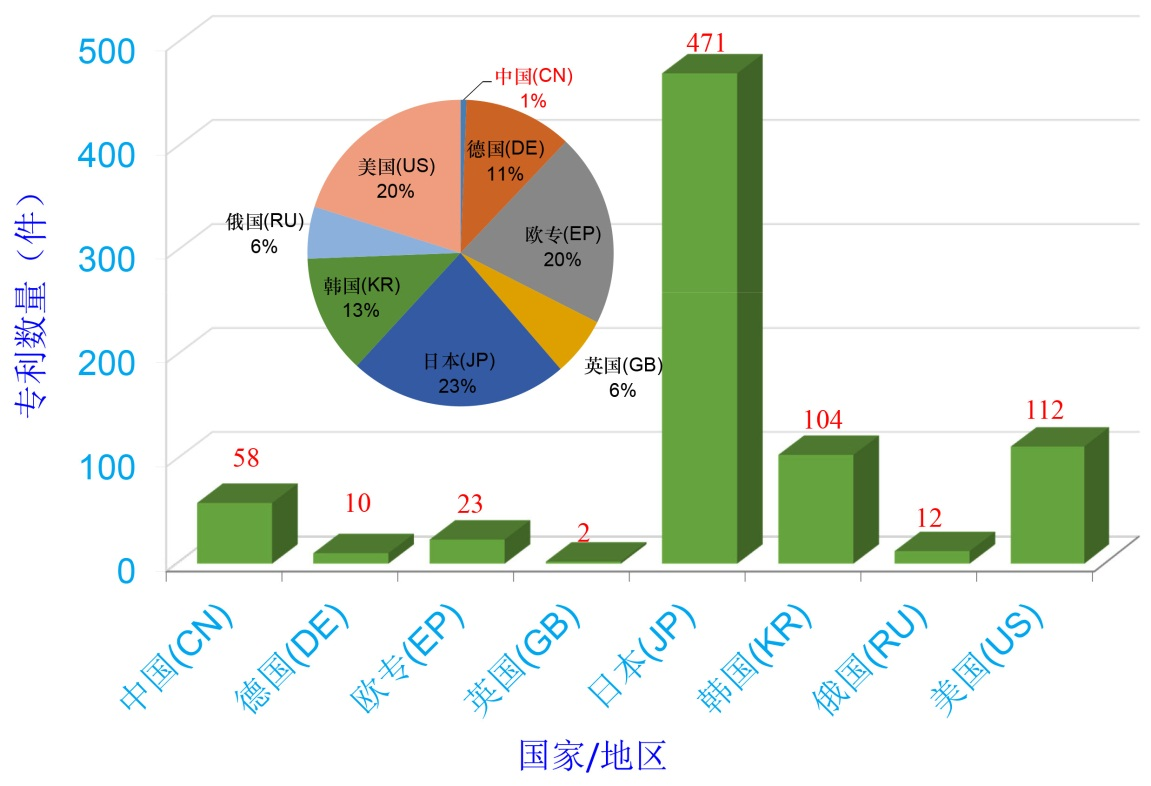 专利数量（件）
500
400
300
200
100
0
中国(CN)
1%
德国(DE)
11%
欧专(EP)
20%
英国(GB)
6%
日本(JP)
23%
韩国(KR)
13%
俄国(RU)
6%
美国(US)
20%
58
10
23
2
471
104
12
112
中国(CN)
德国(DE)
欧专(EP)
英国(GB)
日本(JP)
韩国(KR)
俄国(RU)
美国(US)
国家/地区